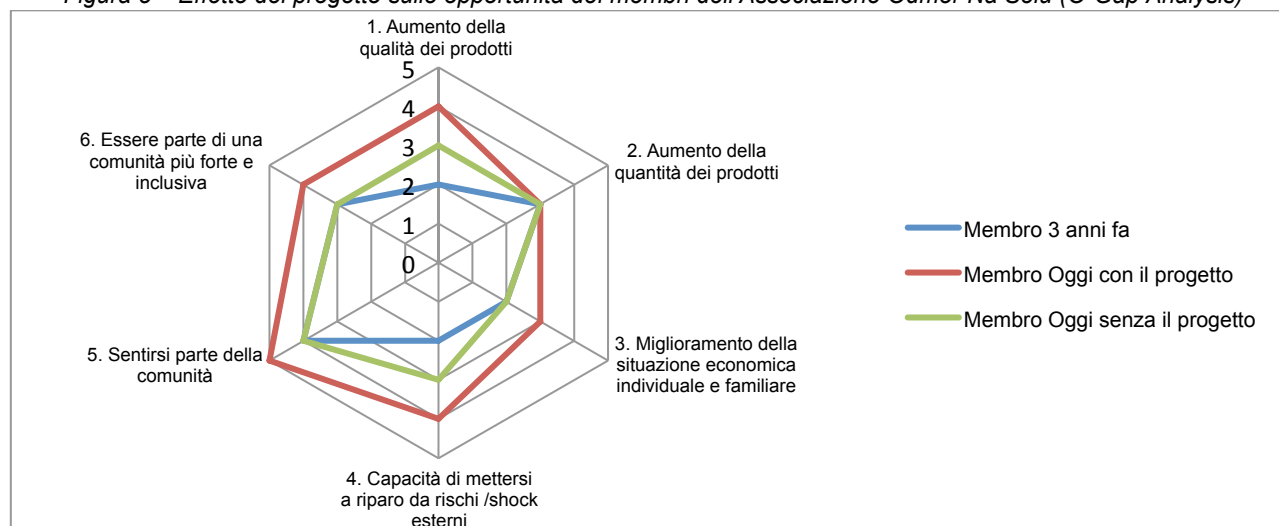 Figura – Effetto del progetto sulle opportunità dei membri dell'Associazione Odmor Na Selu (O-Gap Analysis)
1. Aumento della
qualità dei prodotti
5
4
3
2
1
0
2. Aumento della
quantità dei prodotti
3. Miglioramento della
situazione economica
individuale e familiare
4. Capacità di mettersi
a riparo da rischi /shock
esterni
5. Sentirsi parte della
comunità
6. Essere parte di una
comunità più forte e
inclusiva
Membro 3 anni fa
Membro Oggi con il progetto
Membro Oggi senza il progetto